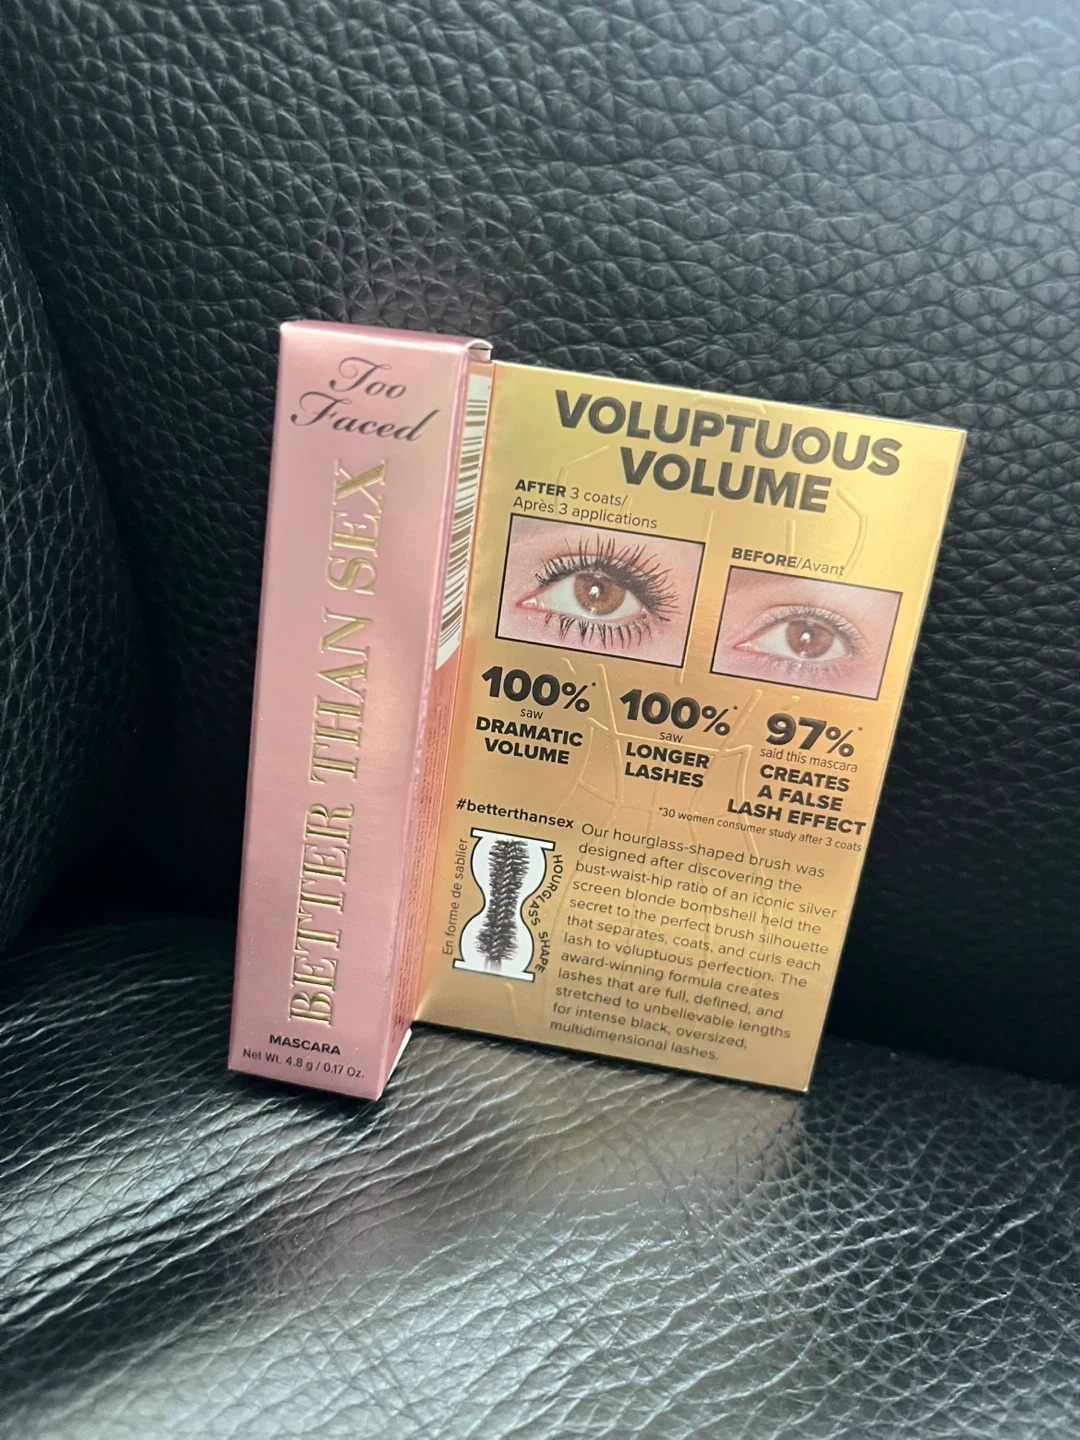 Too
Faced
BETTER THAN SEX
MASCARA
Net Wt. 4.8 g / 0.17 Oz.
VOLUPTUOUS
VOLUME
AFTER 3 coats/
Après 3 applications
BEFORE/Avant
100%*
saw
DRAMATIC
VOLUME
100%*
saw
LONGER
LASHES
97%*
said this mascara
CREATES
A FALSE
LASH EFFECT
*30 women consumer study after 3 coats
#betterthansex
En forme de sablier
HOURGLASS SHAPE
Our hourglass-shaped brush was
designed after discovering the
bust-waist-hip ratio of an iconic silver
screen blonde bombshell held the
secret to the perfect brush silhouette
that separates, coats, and curls each
lash to voluptuous perfection. The
award-winning formula creates
lashes that are full, defined, and
stretched to unbelievable lengths
for intense black, oversized,
multidimensional lashes.